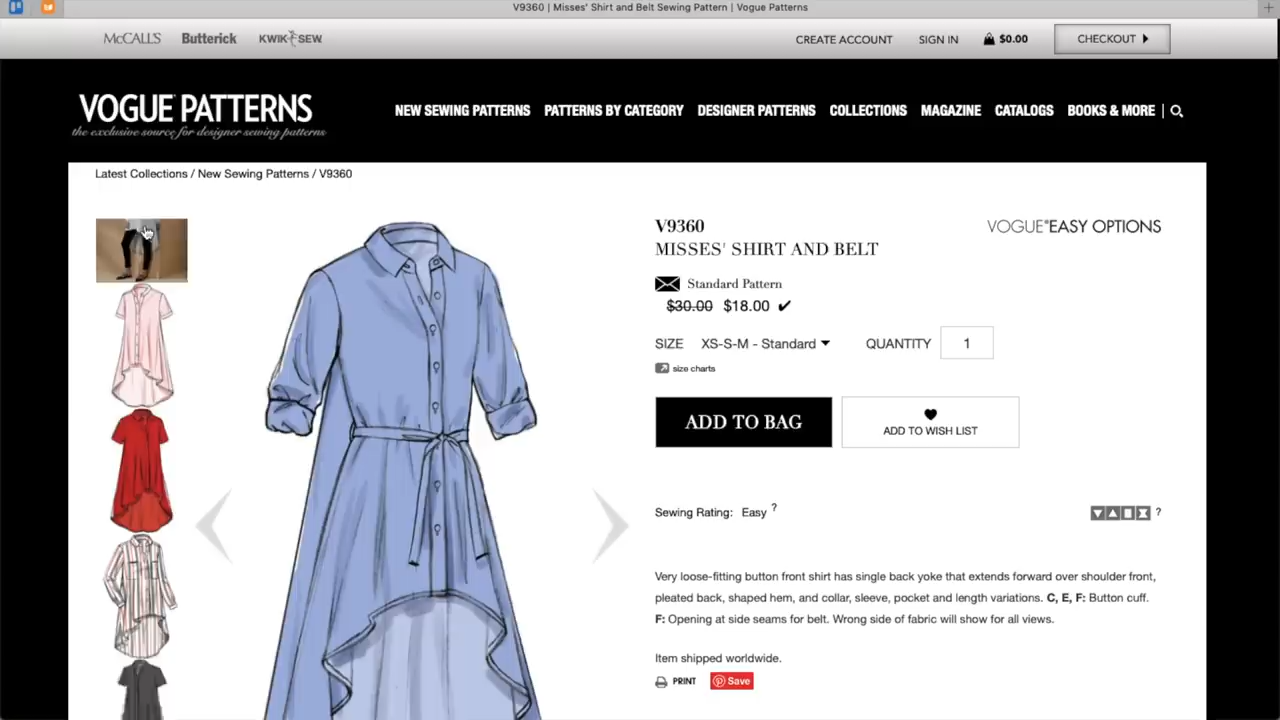 V9360 | Misses' Shirt and Belt Sewing Pattern | Vogue Patterns
McCALL'S Butterick KWIK SEW CREATE ACCOUNT SIGN IN $0.00 CHECKOUT
VOGUE PATTERNS
the exclusive source for designer sewing patterns
NEW SEWING PATTERNS PATTERNS BY CATEGORY DESIGNER PATTERNS COLLECTIONS MAGAZINE CATALOGS BOOKS & MORE
Latest Collections / New Sewing Patterns / V9360
V9360
MISSES' SHIRT AND BELT
VOGUE® EASY OPTIONS
Standard Pattern
$30.00 $18.00 ✔
SIZE XS-S-M - Standard QUANTITY 1
size charts
ADD TO BAG
ADD TO WISH LIST
Sewing Rating: Easy ? ?
Very loose-fitting button front shirt has single back yoke that extends forward over shoulder front,
pleated back, shaped hem, and collar, sleeve, pocket and length variations. C, E, F: Button cuff.
F: Opening at side seams for belt. Wrong side of fabric will show for all views.
Item shipped worldwide.
PRINT Save